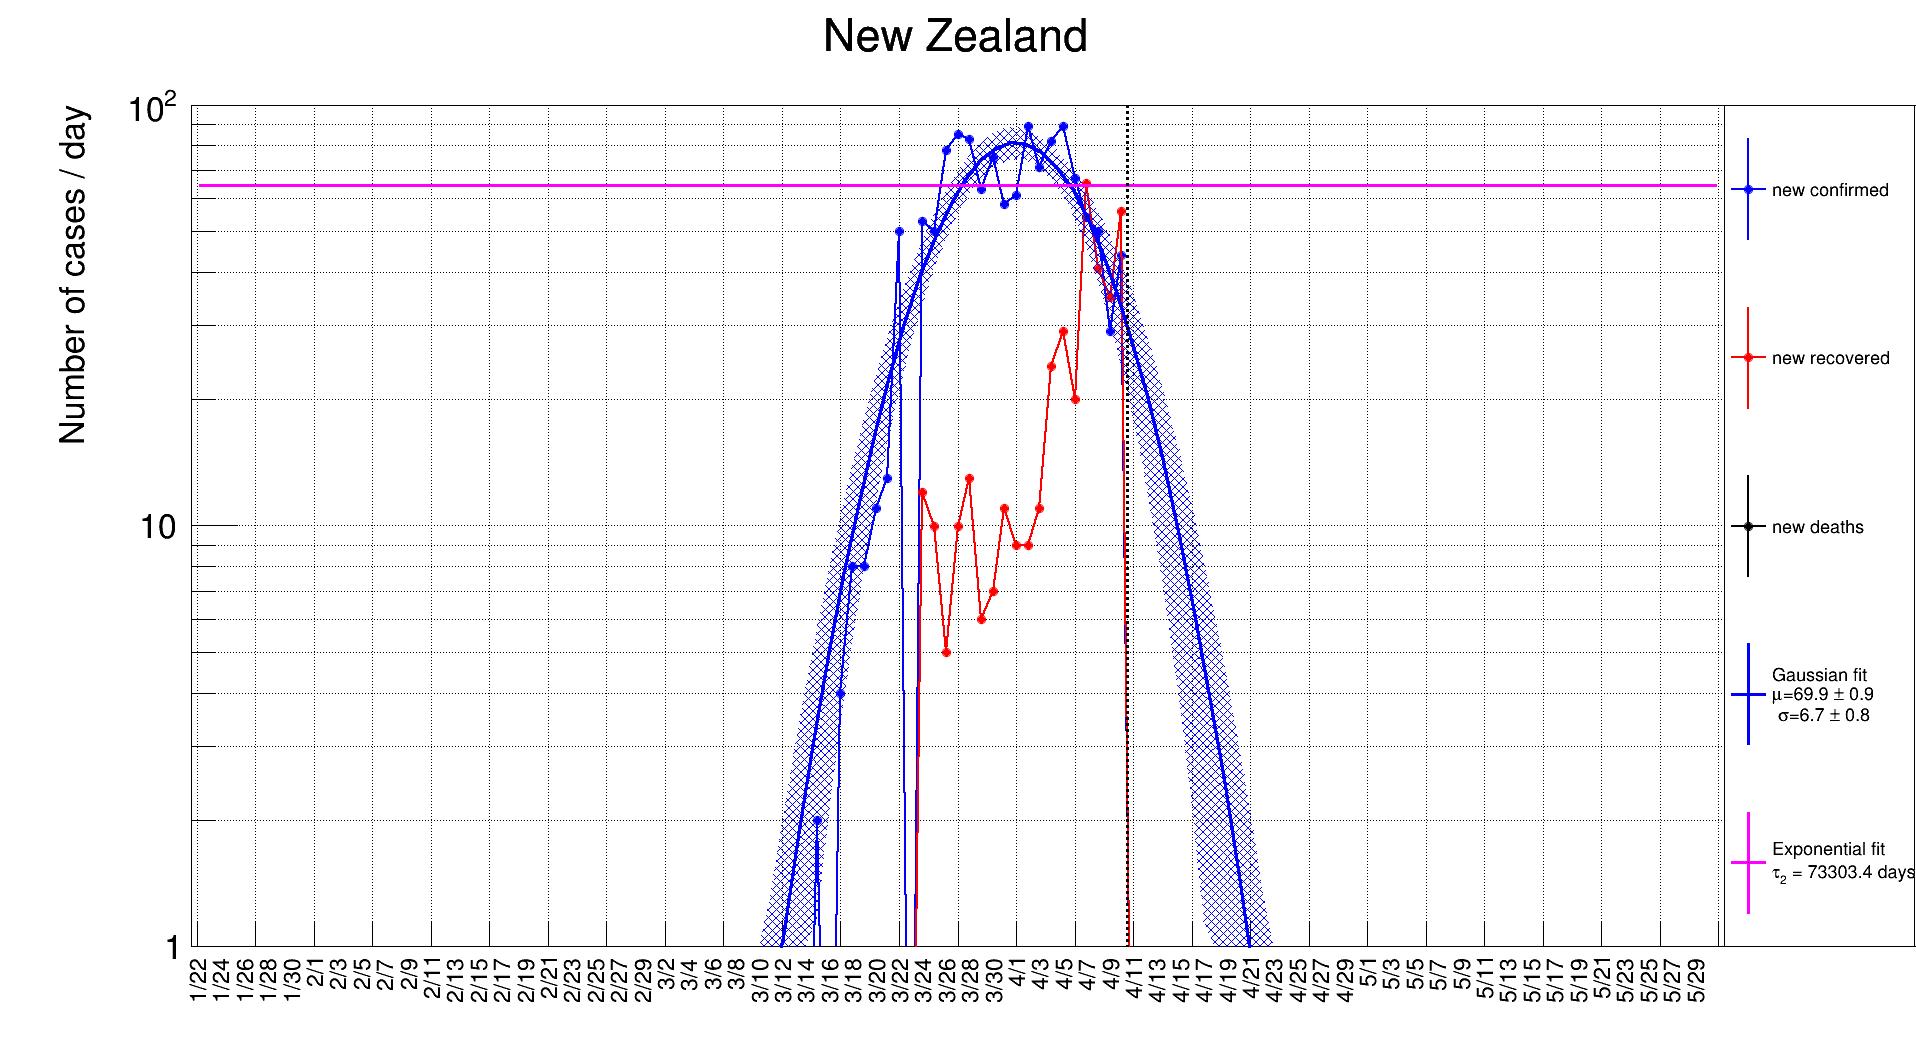 New Zealand
Number of cases / day
10²
10
1
1/22 1/24 1/26 1/28 1/30 2/1 2/3 2/5 2/7 2/9 2/11 2/13 2/15 2/17 2/19 2/21 2/23 2/25 2/27 2/29 3/2 3/4 3/6 3/8 3/10 3/12 3/14 3/16 3/18 3/20 3/22 3/24 3/26 3/28 3/30 4/1 4/3 4/5 4/7 4/9 4/11 4/13 4/15 4/17 4/19 4/21 4/23 4/25 4/27 4/29 5/1 5/3 5/5 5/7 5/9 5/11 5/13 5/15 5/17 5/19 5/21 5/23 5/25 5/27 5/29
new confirmed
new recovered
new deaths
Gaussian fit
μ=69.9 ± 0.9
σ=6.7 ± 0.8
Exponential fit
τ₂ = 73303.4 days